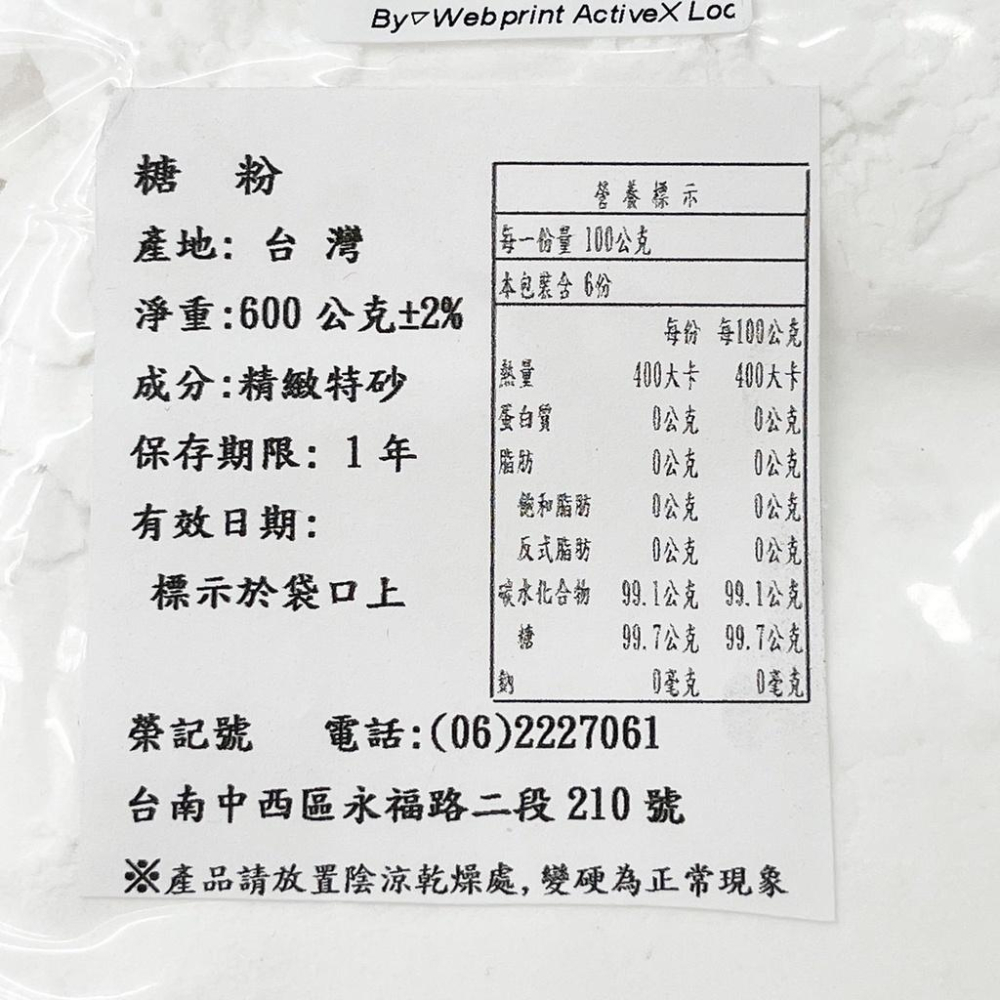 By▽Webprint ActiveX Loc
糖 粉
產地: 台 灣
淨重:600 公克±2%
成分:精緻特砂
保存期限: 1 年
有效日期:
標示於袋口上
營養標示
每一份量 100公克
本包裝含 6份
每份 每100公克
熱量 400大卡 400大卡
蛋白質 0公克 0公克
脂肪 0公克 0公克
飽和脂肪 0公克 0公克
反式脂肪 0公克 0公克
碳水化合物 99.1公克 99.1公克
糖 99.7公克 99.7公克
鈉 0毫克 0毫克
榮記號 電話:(06)2227061
台南中西區永福路二段 210 號
※產品請放置陰涼乾燥處,變硬為正常現象